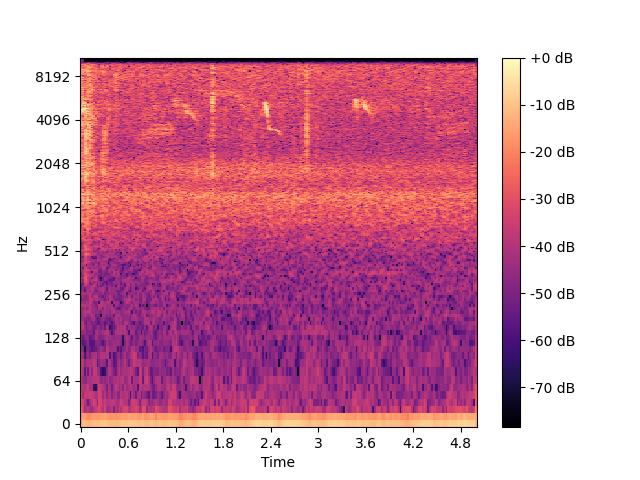 8192
4096
2048
1024
512
256
128
64
0
Hz
0 0.6 1.2 1.8 2.4 3 3.6 4.2 4.8
Time
+0 dB
-10 dB
-20 dB
-30 dB
-40 dB
-50 dB
-60 dB
-70 dB